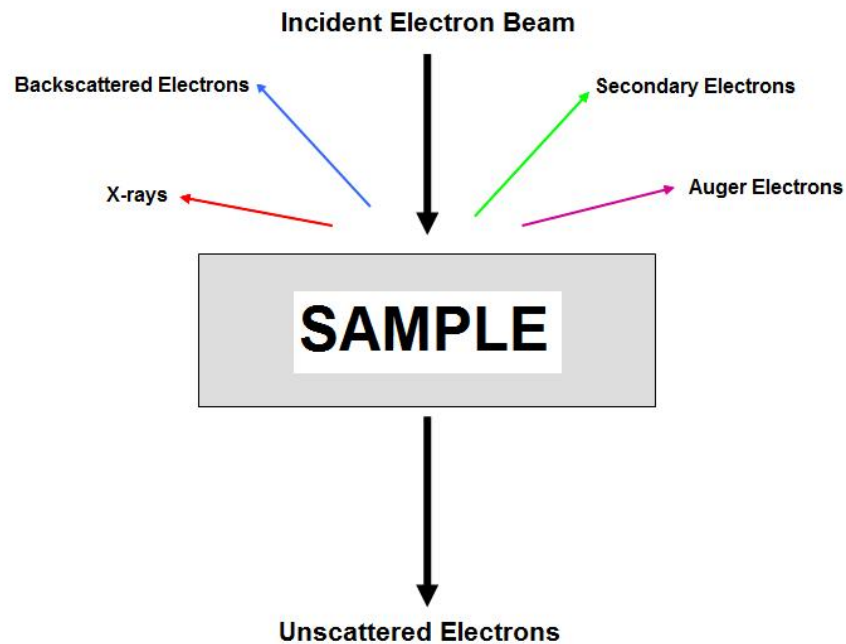 Incident Electron Beam
Backscattered Electrons
Secondary Electrons
X-rays
Auger Electrons
SAMPLE
Unscattered Electrons